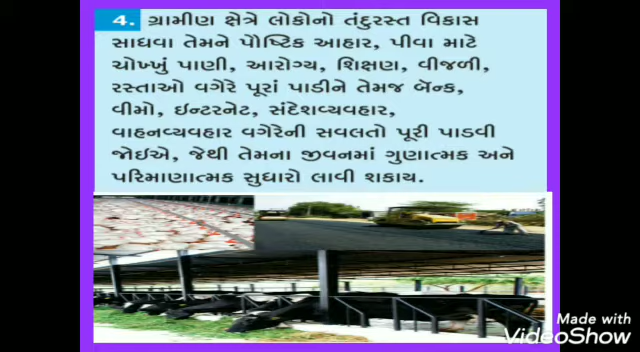 4. ગ્રામીણ ક્ષેત્રે લોકોનો તંદુરસ્ત વિકાસ
સાધવા તેમને પૌષ્ટિક આહાર, પીવા માટે
ચોખ્ખું પાણી, આરોગ્ય, શિક્ષણ, વીજળી,
રસ્તાઓ વગેરે પૂરાં પાડીને તેમજ બૅન્ક,
વીમો, ઇન્ટરનેટ, સંદેશવ્યવહાર,
વાહનવ્યવહાર વગેરેની સવલતો પૂરી પાડવી
જોઈએ, જેથી તેમના જીવનમાં ગુણાત્મક અને
પરિમાણાત્મક સુધારો લાવી શકાય.
Made with
VideoShow